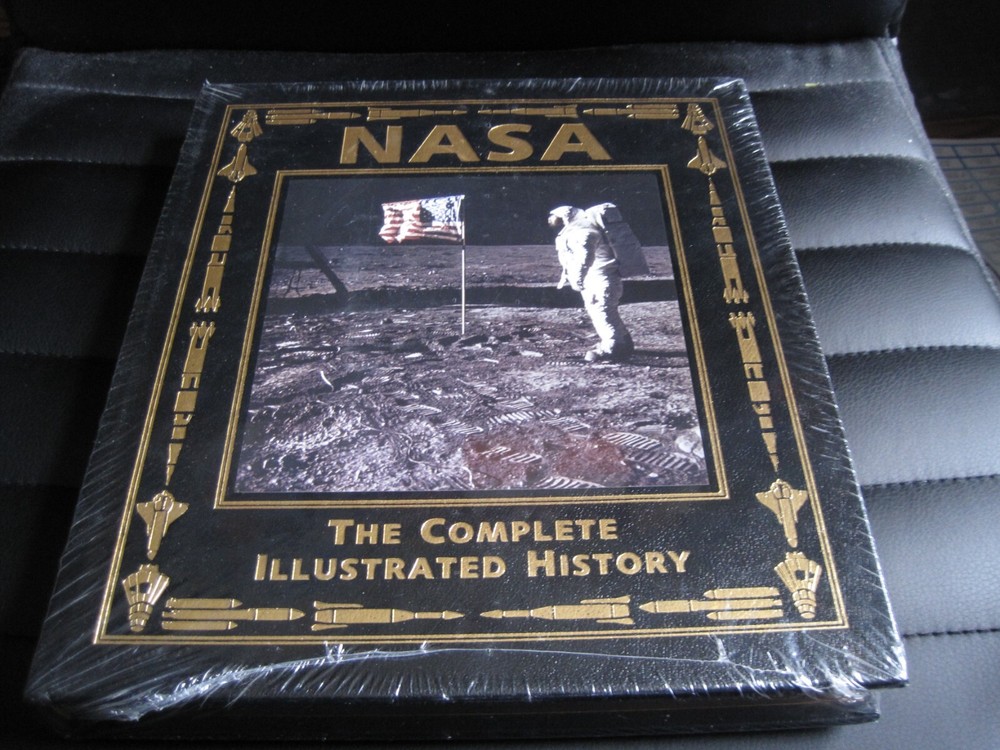 NASA
THE COMPLETE
ILLUSTRATED HISTORY